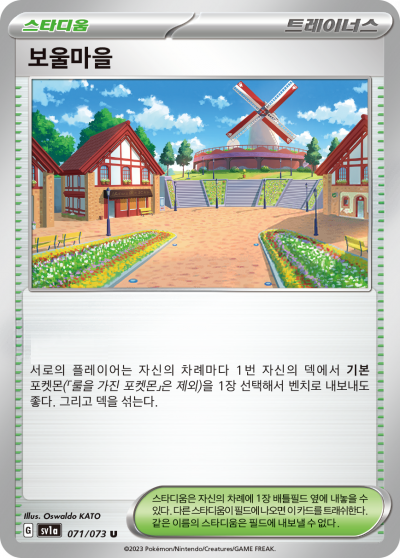 스타디움 트레이너스
보울마을
서로의 플레이어는 자신의 차례마다 1번 자신의 덱에서 기본
포켓몬(「룰을 가진 포켓몬」은 제외)을 1장 선택해서 벤치로 내보내도
좋다. 그리고 덱을 섞는다.
Illus. Oswaldo KATO
G sv1a 071/073 U
스타디움은 자신의 차례에 1장 배틀필드 옆에 내놓을 수
있다. 다른 스타디움이 필드에 나오면 이 카드를 트래쉬한다.
같은 이름의 스타디움은 필드에 내보낼 수 없다.
©2023 Pokémon/Nintendo/Creatures/GAME FREAK.